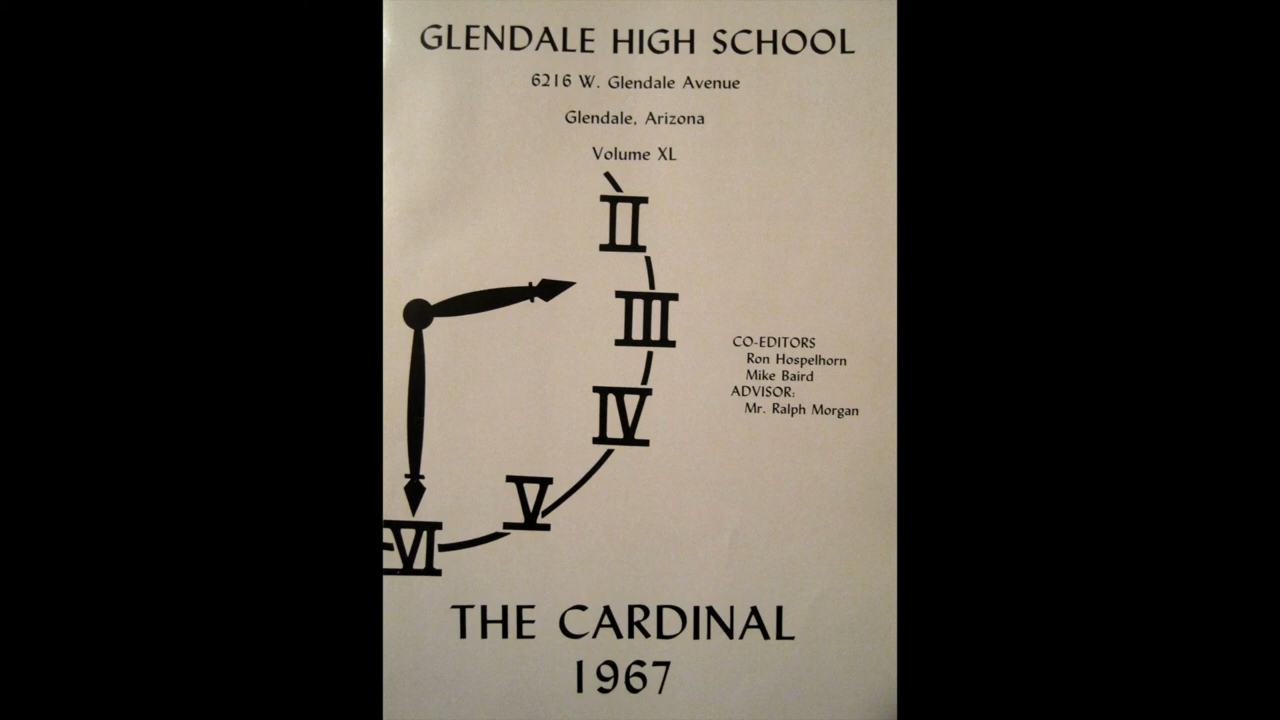 GLENDALE HIGH SCHOOL
6216 W. Glendale Avenue
Glendale, Arizona
Volume XL
II
III
IV
V
VI
CO-EDITORS
Ron Hospelhorn
Mike Baird
ADVISOR:
Mr. Ralph Morgan
THE CARDINAL
1967